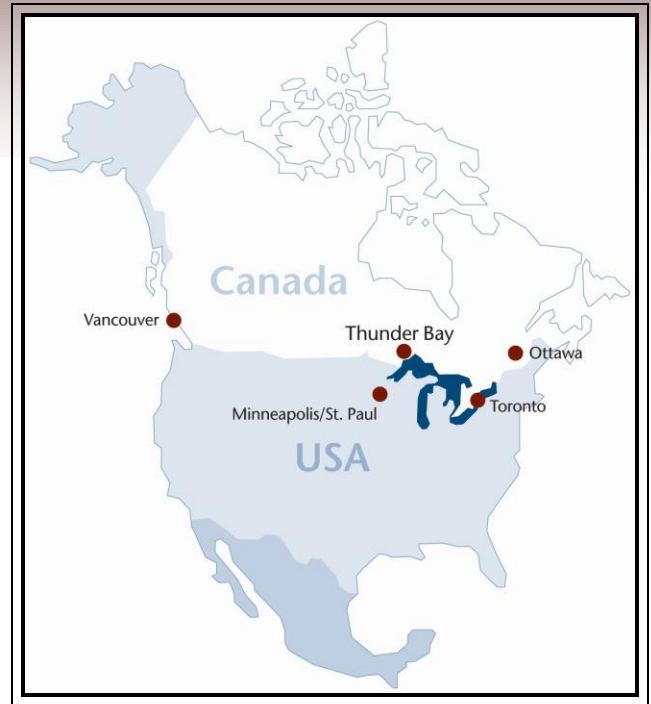 Canada
Vancouver
Thunder Bay
Ottawa
Minneapolis/St. Paul
Toronto
USA